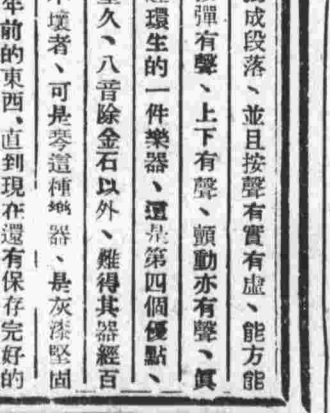 成段落、並且按聲有實有虛、能方能
彈有聲、上下有聲、顫動亦有聲、眞
環生的一件樂器、這是第四個優點、
久、八音除金石以外、難得其器經百
壞者、可是琴這種樂器、是灰漆堅固
年前的東西、直到現在還有保存完好的